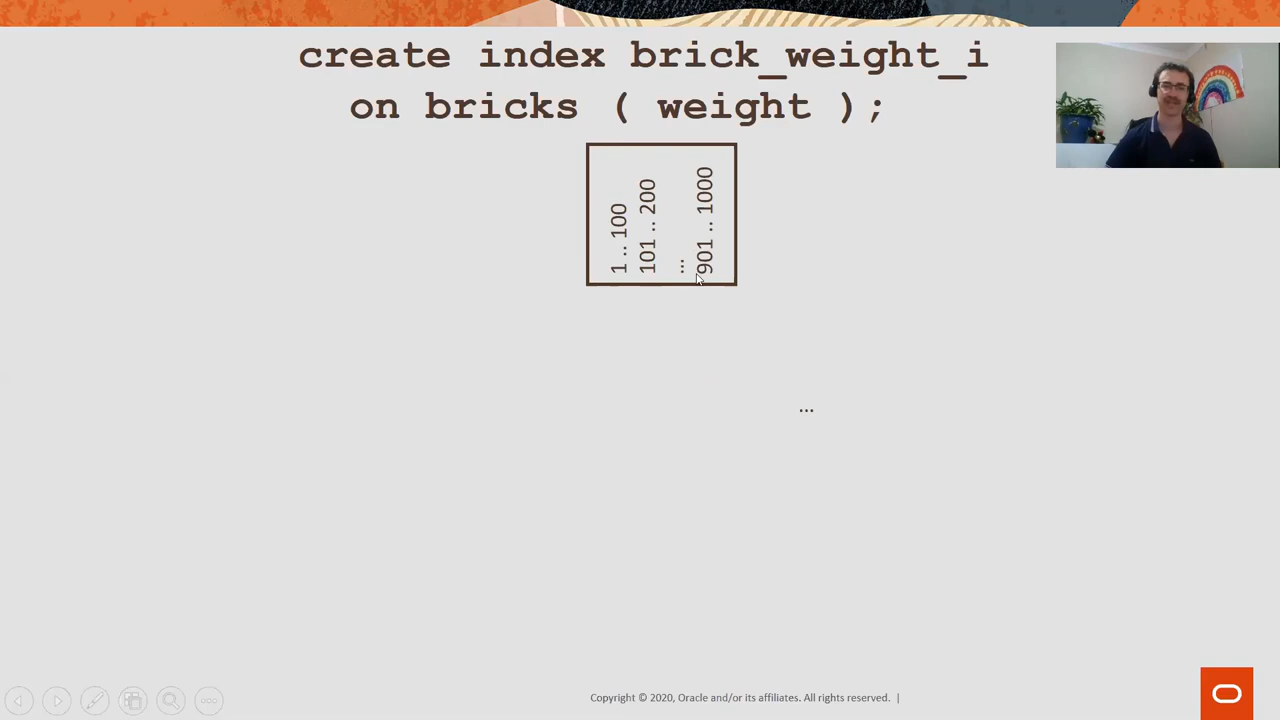 create index brick_weight_i
on bricks ( weight );
1 .. 100
101 .. 200
...
901 .. 1000
...
Copyright © 2020, Oracle and/or its affiliates. All rights reserved. |